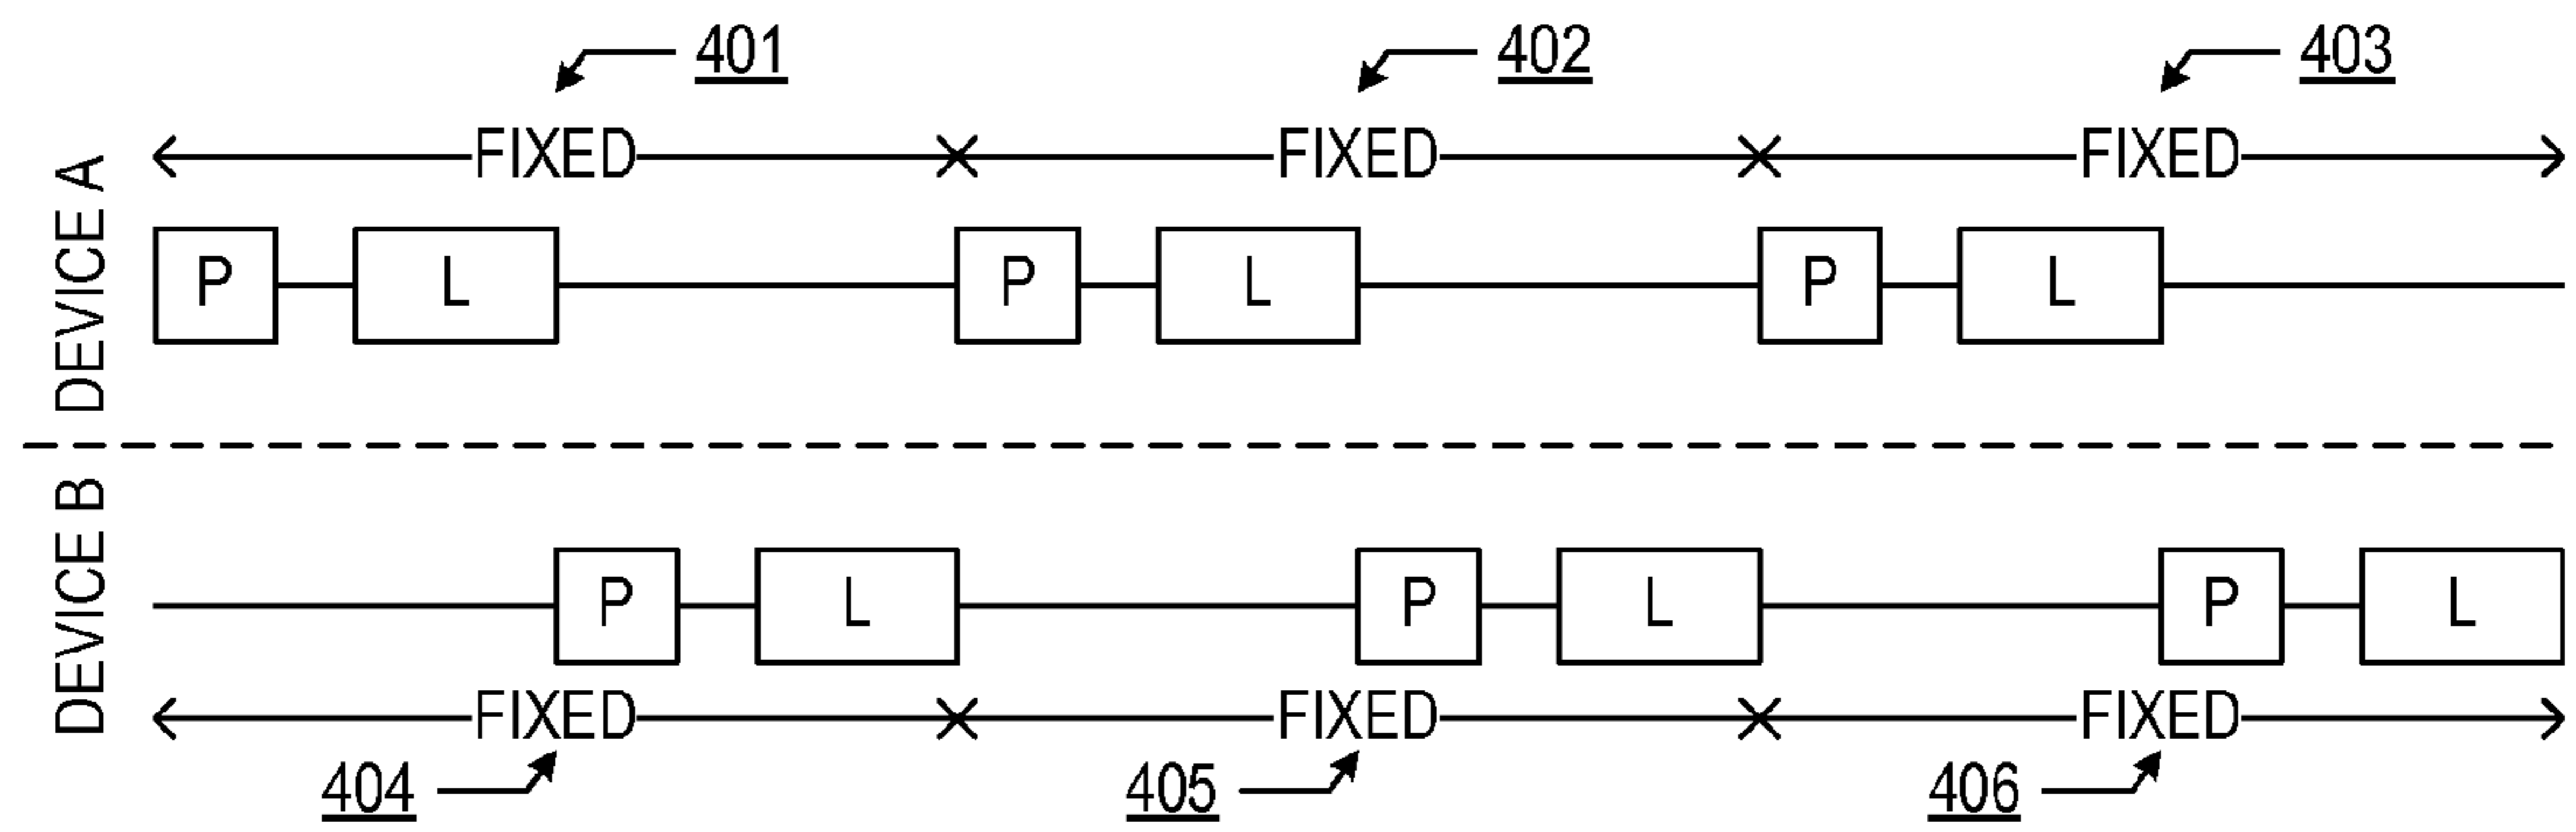 401 402 403
FIXED FIXED FIXED
DEVICE A
P L P L P L
DEVICE B
P L P L P L
FIXED FIXED FIXED
404 405 406